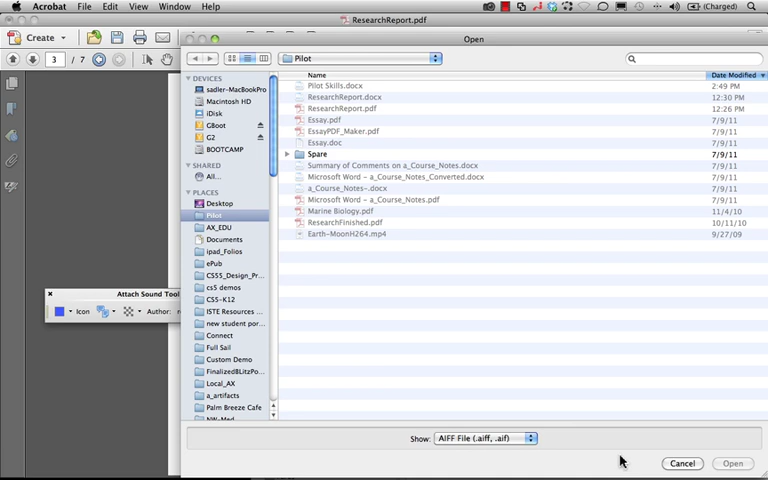 Acrobat File Edit View Window Help (Charged)
ResearchReport.pdf
Create
3 / 7
Open
Pilot
Name Date Modified
DEVICES
sadler-MacBookPro
Macintosh HD
iDisk
GBoot
G2
BOOTCAMP
SHARED
All...
PLACES
Desktop
Pilot
AX_EDU
Documents
ipad_Folios
ePub
CS55_Design_Pr...
cs5 demos
CS5-K12
ISTE Resources ...
new student por...
Connect
Full Sail
Custom Demo
FinalizedBLitzPo...
Local_AX
a_artifacts
Palm Breeze Cafe
NW-Med
Pilot Skills.docx 2:49 PM
ResearchReport.docx 12:30 PM
ResearchReport.pdf 12:26 PM
Essay.pdf 7/9/11
EssayPDF_Maker.pdf 7/9/11
Essay.doc 7/9/11
Spare 7/9/11
Summary of Comments on a_Course_Notes.docx 7/9/11
Microsoft Word - a_Course_Notes_Converted.docx 7/9/11
a_Course_Notes-.docx 7/9/11
Microsoft Word - a_Course_Notes.pdf 7/9/11
Marine Biology.pdf 11/4/10
ResearchFinished.pdf 10/11/10
Earth-MoonH264.mp4 9/27/09
Attach Sound Tool
Icon Author:
Show: AIFF File (.aiff, .aif)
Cancel Open